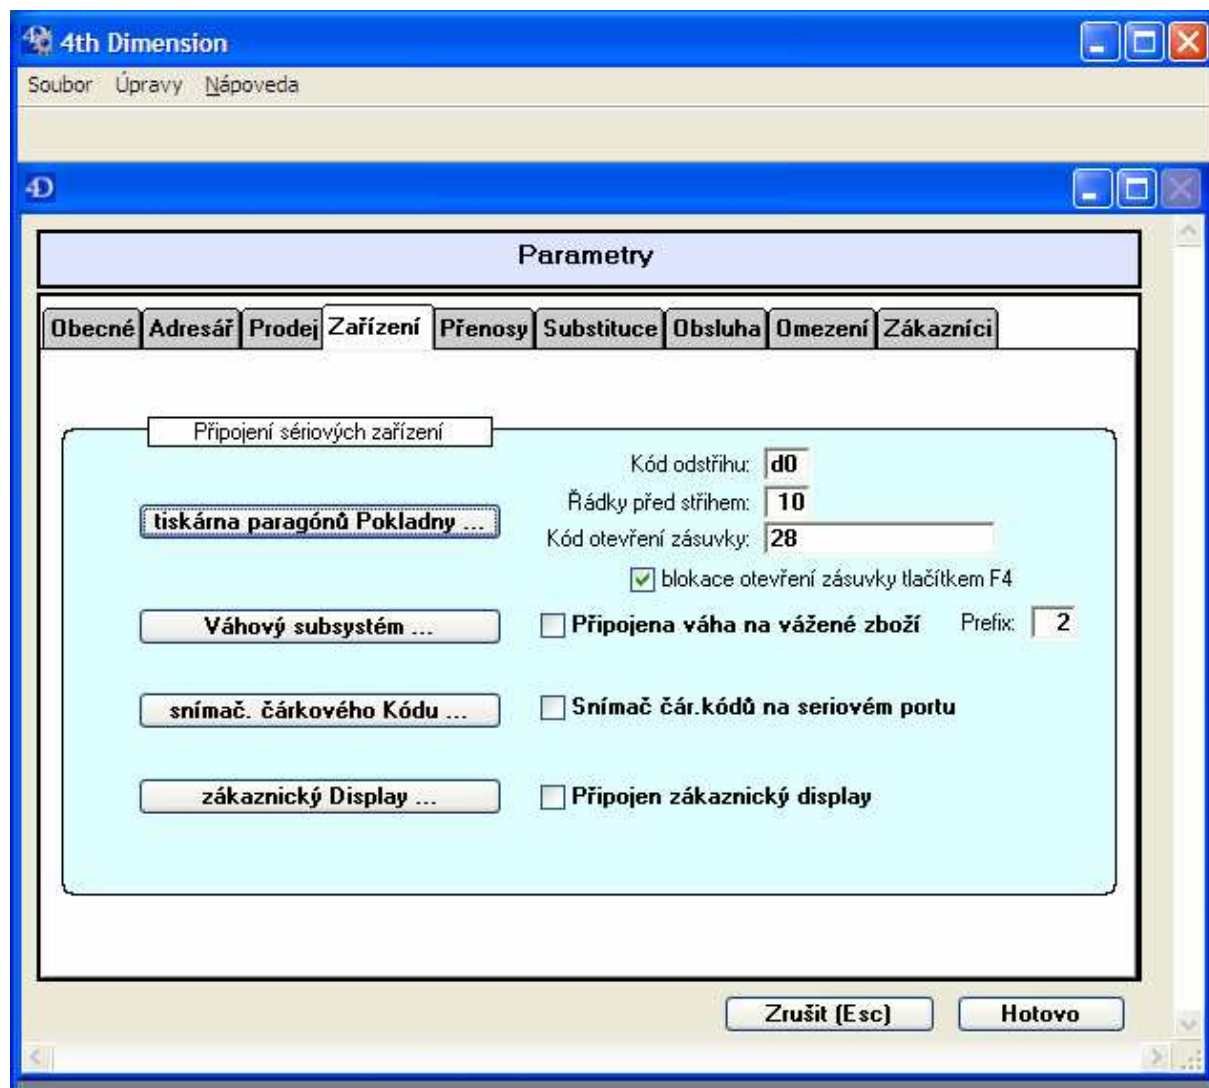 4th Dimension
Soubor Úpravy Nápoveda
4D
Parametry
Obecné Adresář Prodej Zařízení Přenosy Substituce Obsluha Omezení Zákazníci
Připojení sériových zařízení
Kód odstřihu: d0
Řádky před střihem: 10
tiskárna paragónů Pokladny ...
Kód otevření zásuvky: 28
blokace otevření zásuvky tlačítkem F4
Váhový subsystém ... Připojena váha na vážené zboží Prefix: 2
snímač. čárkového Kódu ... Snímač čár.kódů na seriovém portu
zákaznický Display ... Připojen zákaznický display
Zrušit (Esc) Hotovo